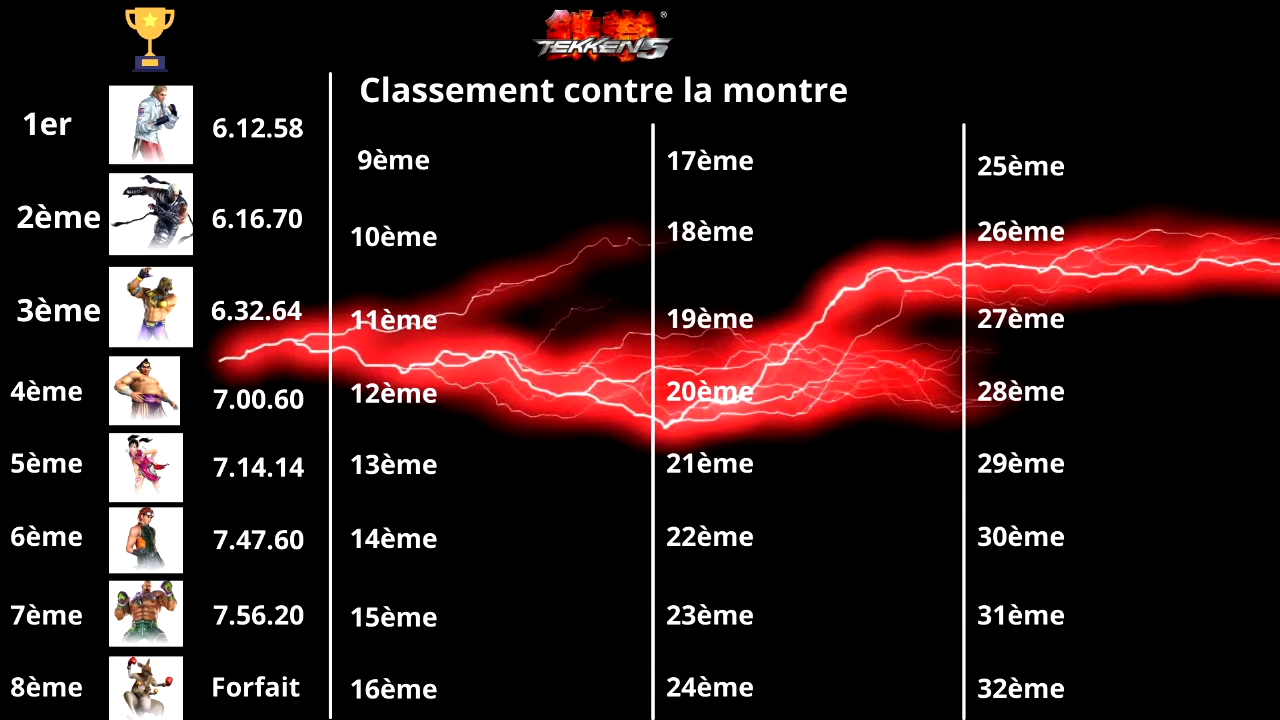 鉄拳
®
TEKKEN 5
Classement contre la montre
1er 6.12.58
2ème 6.16.70
3ème 6.32.64
4ème 7.00.60
5ème 7.14.14
6ème 7.47.60
7ème 7.56.20
8ème Forfait
9ème
10ème
11ème
12ème
13ème
14ème
15ème
16ème
17ème
18ème
19ème
20ème
21ème
22ème
23ème
24ème
25ème
26ème
27ème
28ème
29ème
30ème
31ème
32ème